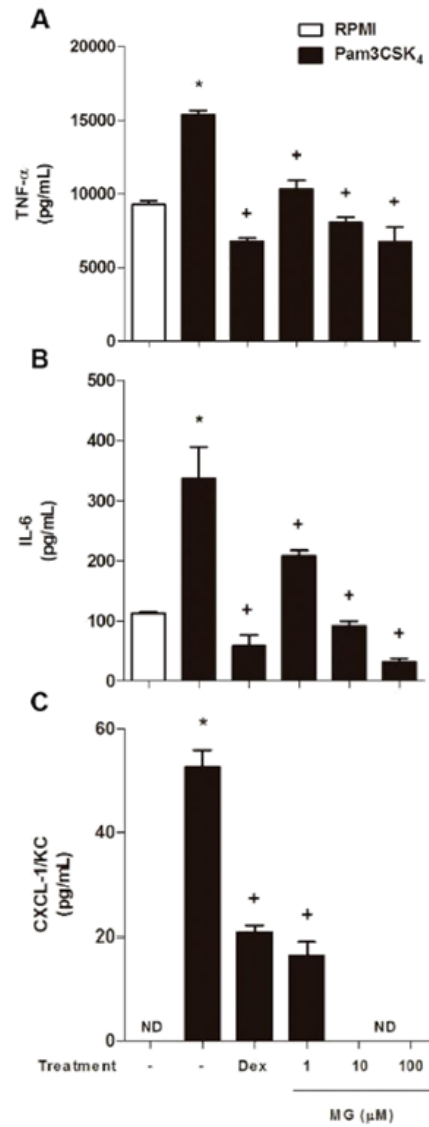 A
RPMI
Pam3CSK4
*
+
+
+
+
20000
15000
10000
5000
0
TNF-α
(pg/mL)
B
500
400
300
200
100
0
*
+
+
+
+
IL-6
(pg/mL)
C
60
40
20
0
*
+
+
CXCL-1/KC
(pg/mL)
ND ND
Treatment - - Dex 1 10 100
MG (μM)